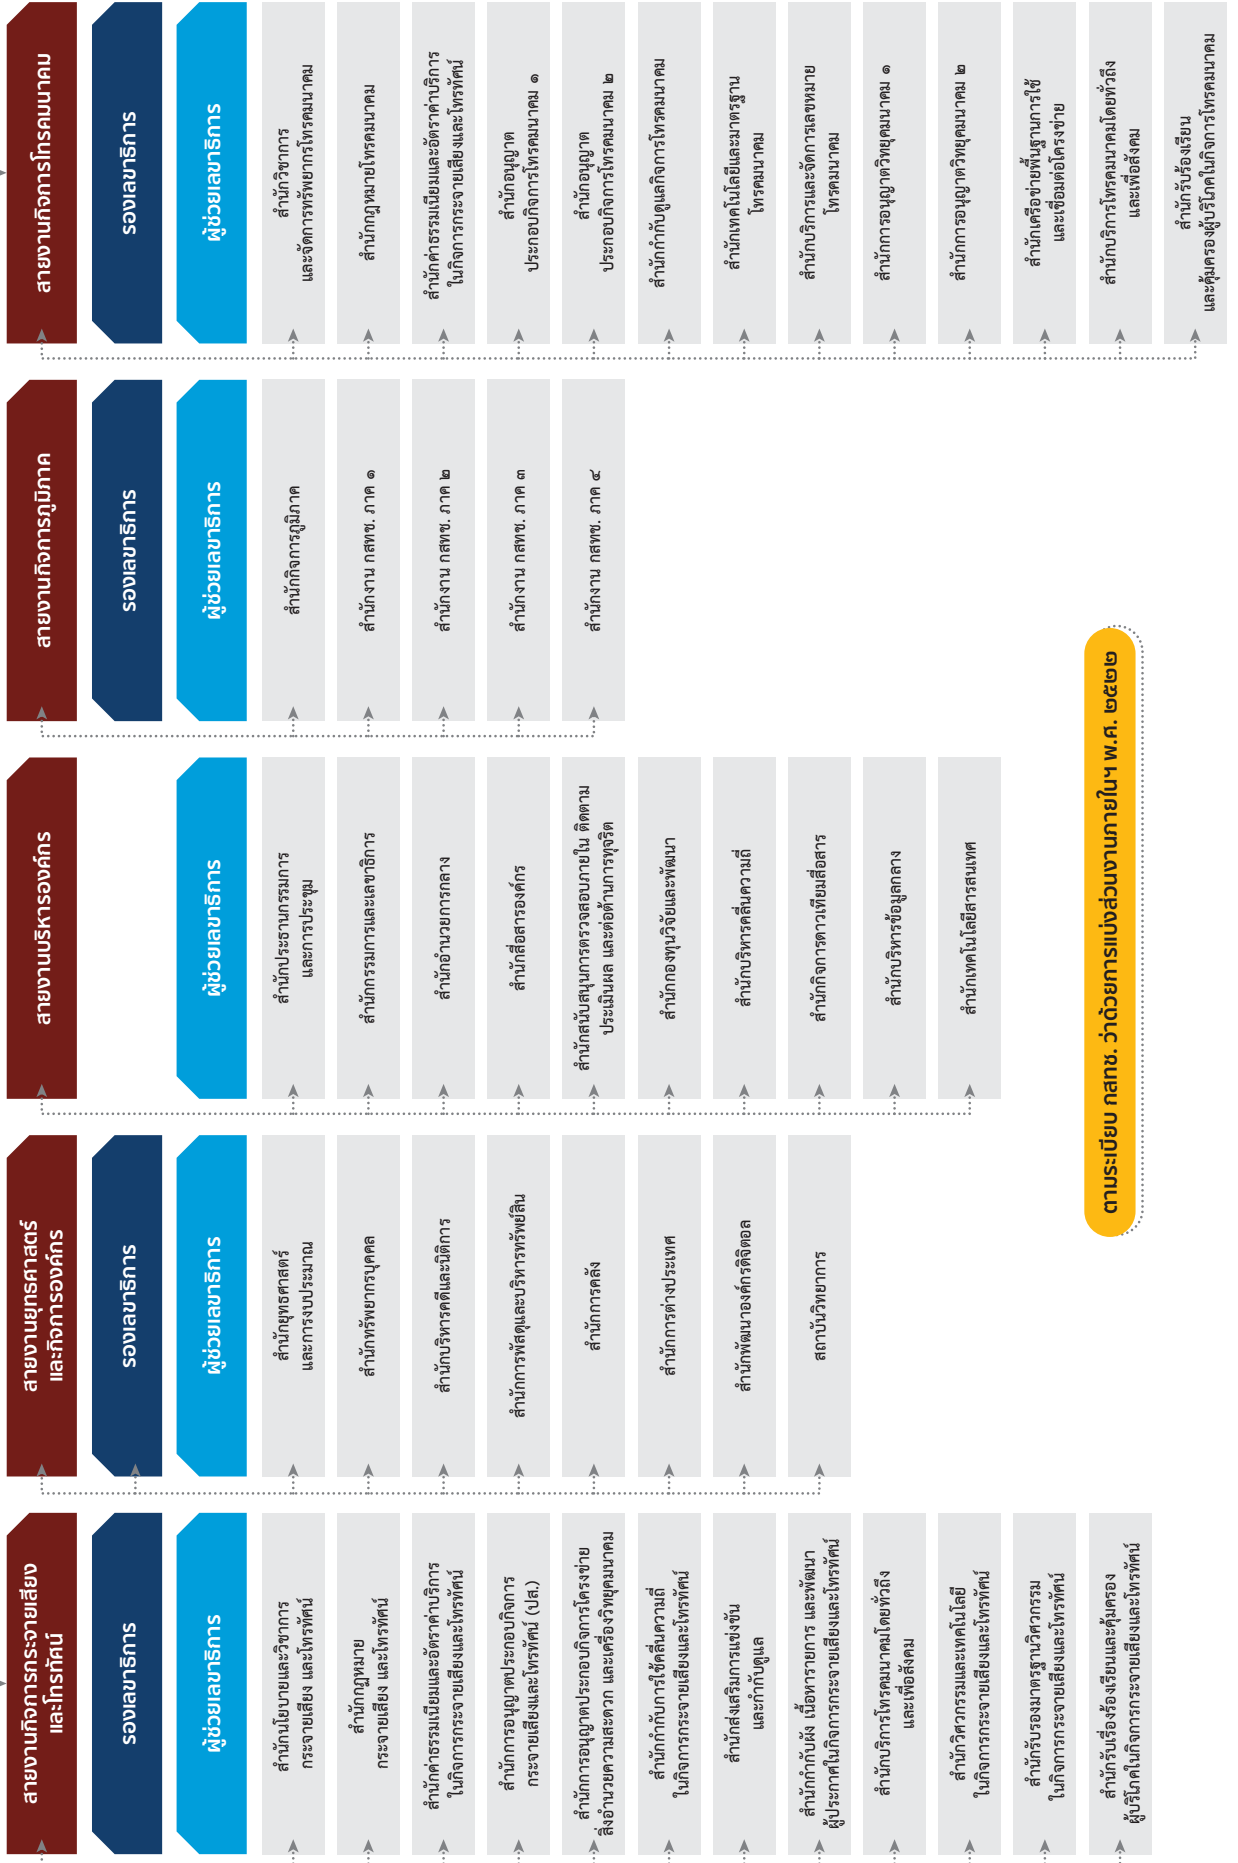 สายงานกิจการกระจายเสียง
และโทรทัศน์
รองเลขาธิการ
ผู้ช่วยเลขาธิการ
สำนักนโยบายและวิชาการ
กระจายเสียง และโทรทัศน์
สำนักกฎหมาย
กระจายเสียง และโทรทัศน์
สำนักค่าธรรมเนียมและอัตราค่าบริการ
ในกิจการกระจายเสียงและโทรทัศน์
สำนักการอนุญาตประกอบกิจการ
กระจายเสียงและโทรทัศน์ (ปส.)
สำนักการอนุญาตประกอบกิจการโครงข่าย
สิ่งอำนวยความสะดวก และเครื่องวิทยุคมนาคม
สำนักกำกับการใช้คลื่นความถี่
ในกิจการกระจายเสียงและโทรทัศน์
สำนักส่งเสริมการแข่งขัน
และกำกับดูแล
สำนักกำกับผัง เนื้อหารายการ และพัฒนา
ผู้ประกาศในกิจการกระจายเสียงและโทรทัศน์
สำนักบริการโทรคมนาคมโดยทั่วถึง
และเพื่อสังคม
สำนักวิศวกรรมและเทคโนโลยี
ในกิจการกระจายเสียงและโทรทัศน์
สำนักรับรองมาตรฐานวิศวกรรม
ในกิจการกระจายเสียงและโทรทัศน์
สำนักรับเรื่องร้องเรียนและคุ้มครอง
ผู้บริโภคในกิจการกระจายเสียงและโทรทัศน์
สายงานยุทธศาสตร์
และกิจการองค์กร
รองเลขาธิการ
ผู้ช่วยเลขาธิการ
สำนักยุทธศาสตร์
และการงบประมาณ
สำนักทรัพยากรบุคคล
สำนักบริหารคดีและนิติการ
สำนักการพัสดุและบริหารทรัพย์สิน
สำนักการคลัง
สำนักการต่างประเทศ
สำนักพัฒนาองค์กรดิจิตอล
สถาบันวิทยาการ
สายงานบริหารองค์กร
ผู้ช่วยเลขาธิการ
สำนักประธานกรรมการ
และการประชุม
สำนักกรรมการและเลขาธิการ
สำนักอำนวยการกลาง
สำนักสื่อสารองค์กร
สำนักสนับสนุนการตรวจสอบภายใน ติดตาม
ประเมินผล และต่อต้านการทุจริต
สำนักกองทุนวิจัยและพัฒนา
สำนักบริหารคลื่นความถี่
สำนักกิจการดาวเทียมสื่อสาร
สำนักบริหารข้อมูลกลาง
สำนักเทคโนโลยีสารสนเทศ
สายงานกิจการภูมิภาค
รองเลขาธิการ
ผู้ช่วยเลขาธิการ
สำนักกิจการภูมิภาค
สำนักงาน กสทช. ภาค ๑
สำนักงาน กสทช. ภาค ๒
สำนักงาน กสทช. ภาค ๓
สำนักงาน กสทช. ภาค ๔
สายงานกิจการโทรคมนาคม
รองเลขาธิการ
ผู้ช่วยเลขาธิการ
สำนักวิชาการ
และจัดการทรัพยากรโทรคมนาคม
สำนักกฎหมายโทรคมนาคม
สำนักค่าธรรมเนียมและอัตราค่าบริการ
ในกิจการกระจายเสียงและโทรทัศน์
สำนักอนุญาต
ประกอบกิจการโทรคมนาคม ๑
สำนักอนุญาต
ประกอบกิจการโทรคมนาคม ๒
สำนักกำกับดูแลกิจการโทรคมนาคม
สำนักเทคโนโลยีและมาตรฐาน
โทรคมนาคม
สำนักบริการและจัดการเลขหมาย
โทรคมนาคม
สำนักการอนุญาตวิทยุคมนาคม ๑
สำนักการอนุญาตวิทยุคมนาคม ๒
สำนักเครือข่ายพื้นฐานการใช้
และเชื่อมต่อโครงข่าย
สำนักบริการโทรคมนาคมโดยทั่วถึง
และเพื่อสังคม
สำนักรับร้องเรียน
และคุ้มครองผู้บริโภคในกิจการโทรคมนาคม
ตามระเบียบ กสทช. ว่าด้วยการแบ่งส่วนงานภายในฯ พ.ศ. ๒๕๒๒